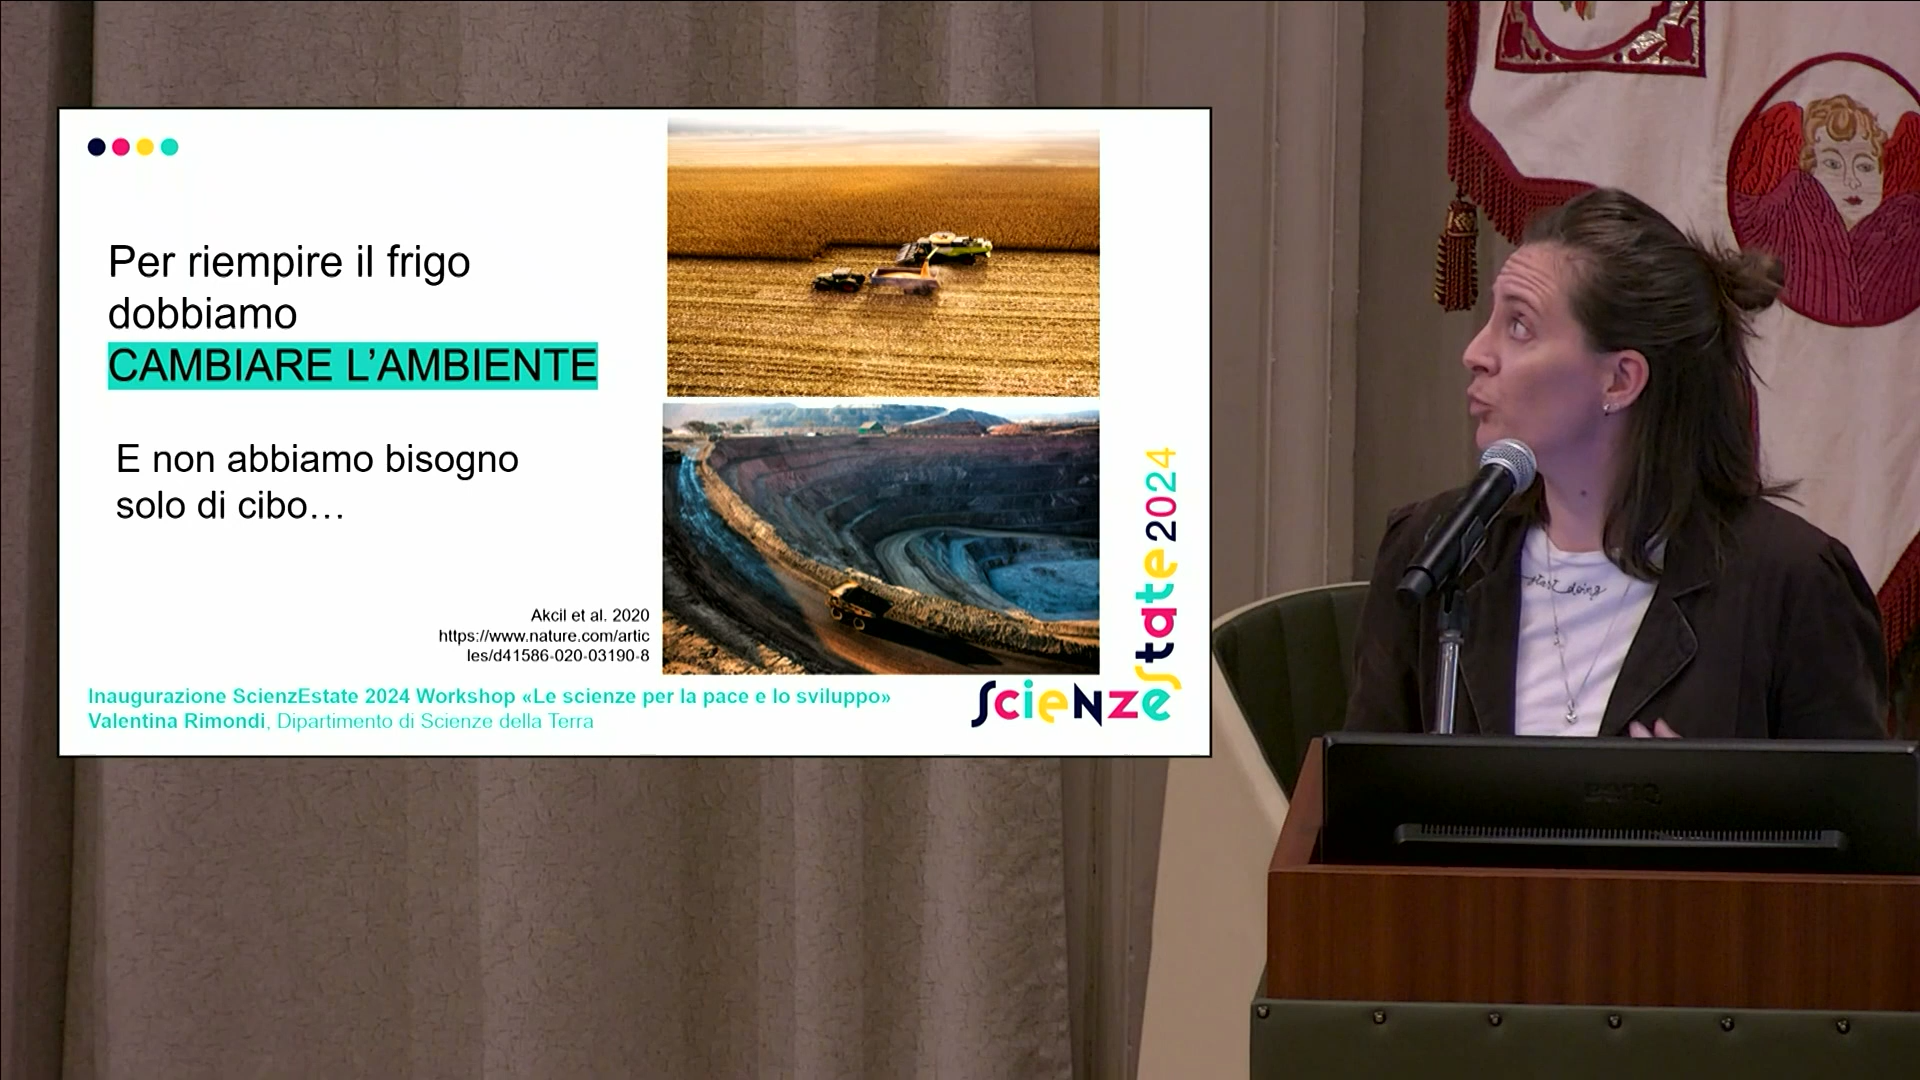 Per riempire il frigo
dobbiamo
CAMBIARE L’AMBIENTE
E non abbiamo bisogno
solo di cibo…
Akcil et al. 2020
https://www.nature.com/artic
les/d41586-020-03190-8
Inaugurazione ScienzEstate 2024 Workshop «Le scienze per la pace e lo sviluppo»
Valentina Rimondi, Dipartimento di Scienze della Terra
ScieNzEstate2024
start doing